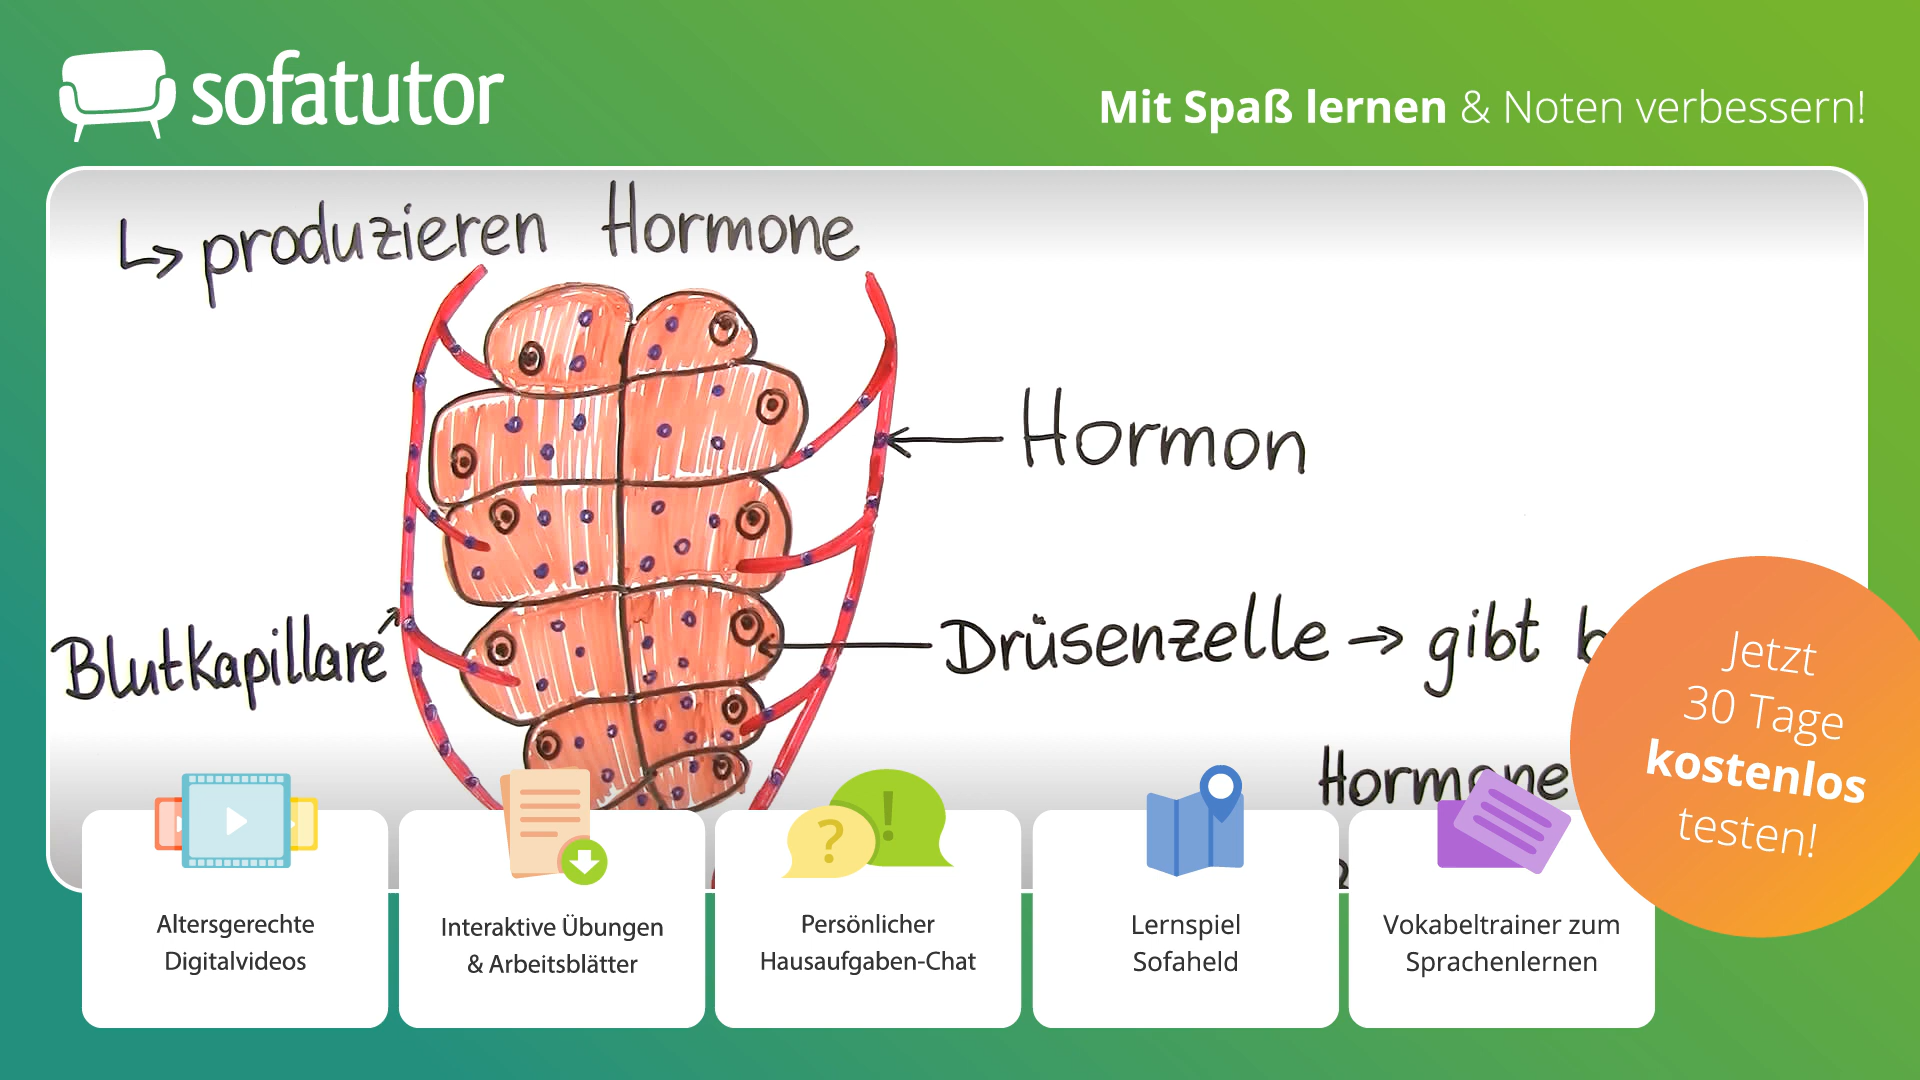 sofatutor
Mit Spaß lernen & Noten verbessern!
↳ produzieren Hormone
Hormon
Blutkapillare
Drüsenzelle → gibt
Hormone
Jetzt
30 Tage
kostenlos
testen!
Altersgerechte
Digitalvideos
Interaktive Übungen
& Arbeitsblätter
?
!
Persönlicher
Hausaufgaben-Chat
Lernspiel
Sofaheld
Vokabeltrainer zum
Sprachenlernen